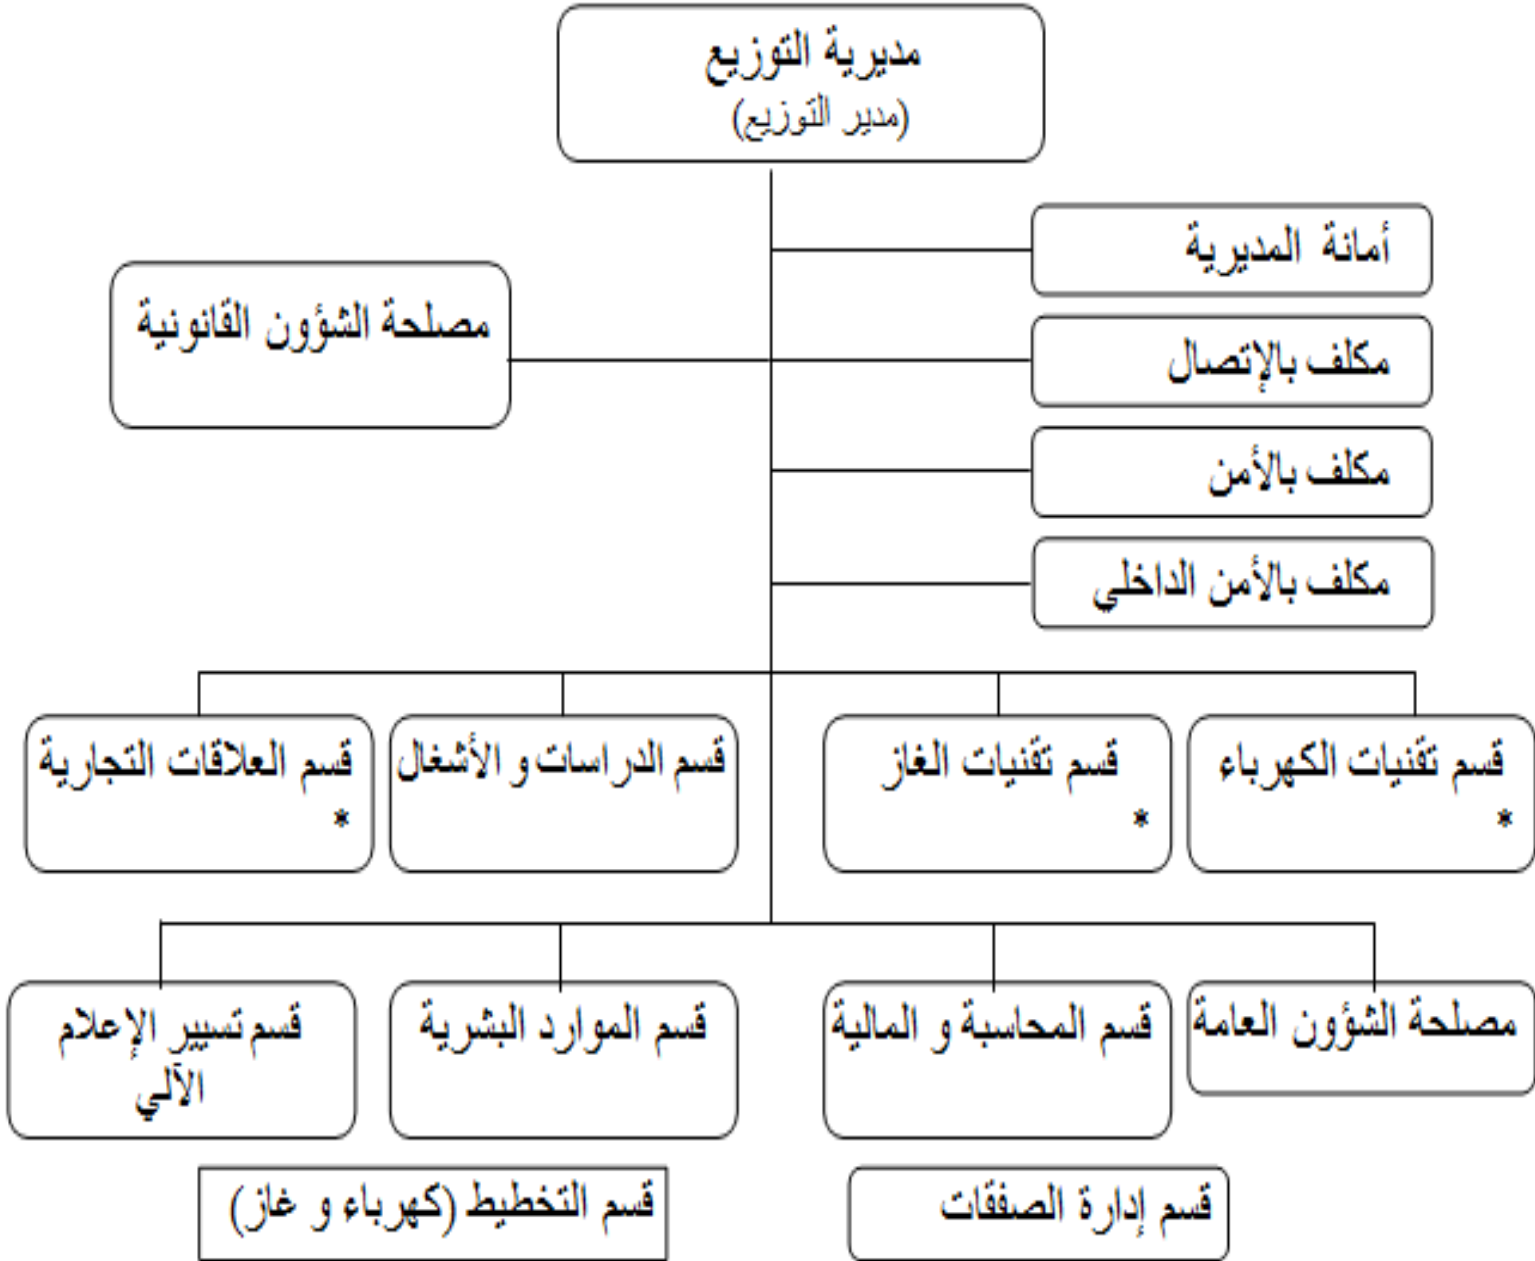 مديرية التوزيع
(مدير التوزيع)
أمانة المديرية
مصلحة الشؤون القانونية
مكلف بالإتصال
مكلف بالأمن
مكلف بالأمن الداخلي
قسم تقنيات الكهرباء
*
قسم تقنيات الغاز
*
قسم الدراسات و الأشغال
قسم العلاقات التجارية
*
مصلحة الشؤون العامة
قسم المحاسبة و المالية
قسم الموارد البشرية
قسم تسيير الإعلام
الآلي
قسم إدارة الصفقات
قسم التخطيط (كهرباء و غاز)